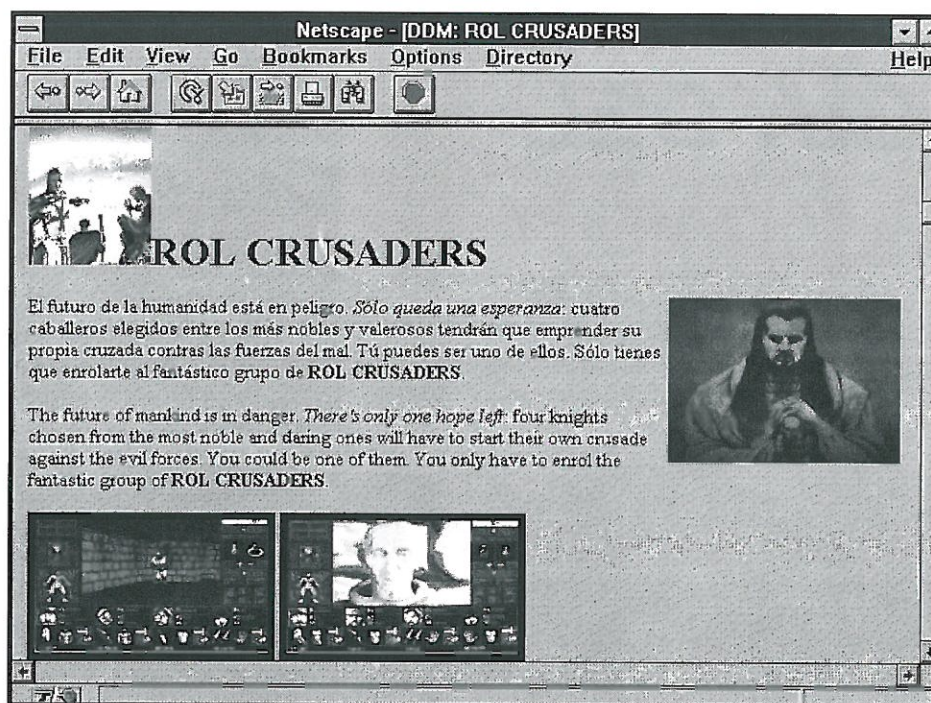 Netscape - [DDM: ROL CRUSADERS]
File Edit View Go Bookmarks Options Directory Help
ROL CRUSADERS
El futuro de la humanidad está en peligro. Sólo queda una esperanza: cuatro
caballeros elegidos entre los más nobles y valerosos tendrán que emprender su
propia cruzada contras las fuerzas del mal. Tú puedes ser uno de ellos. Sólo tienes
que enrolarte al fantástico grupo de ROL CRUSADERS.
The future of mankind is in danger. There's only one hope left: four knights
chosen from the most noble and daring ones will have to start their own crusade
against the evil forces. You could be one of them. You only have to enrol the
fantastic group of ROL CRUSADERS.